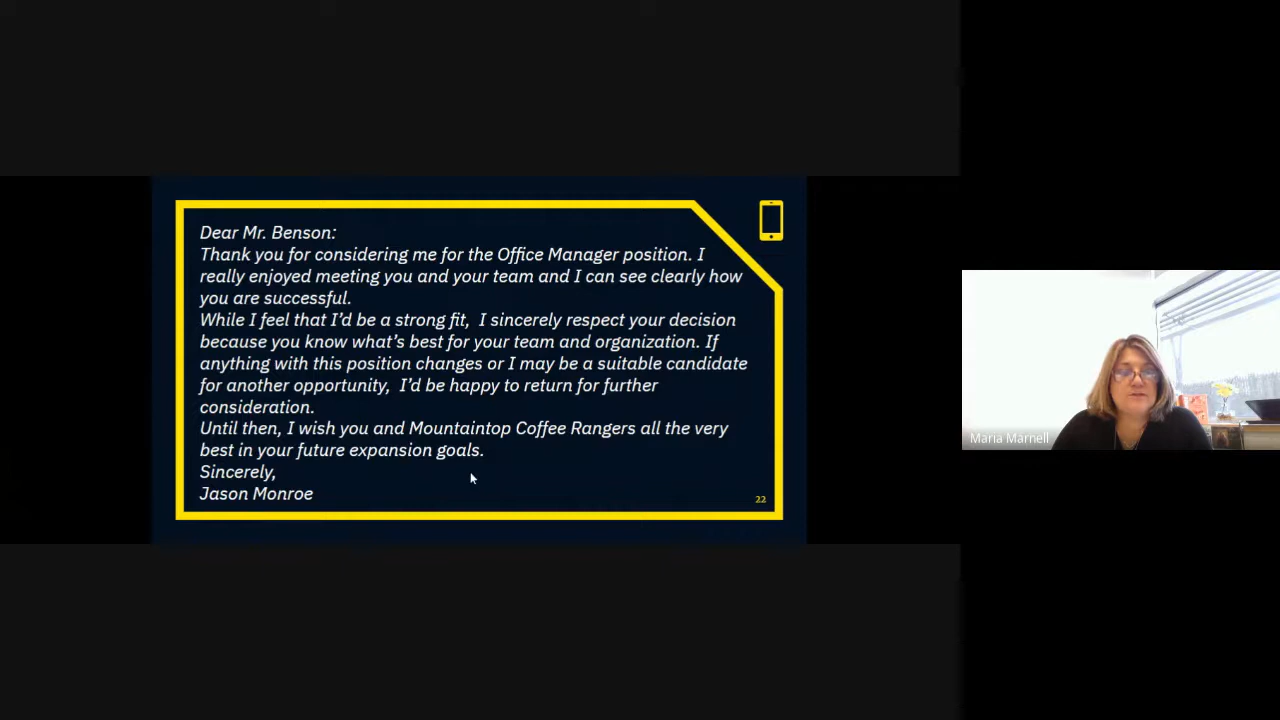 Dear Mr. Benson:
Thank you for considering me for the Office Manager position. I
really enjoyed meeting you and your team and I can see clearly how
you are successful.
While I feel that I'd be a strong fit,  I sincerely respect your decision
because you know what's best for your team and organization. If
anything with this position changes or I may be a suitable candidate
for another opportunity,  I'd be happy to return for further
consideration.
Until then, I wish you and Mountaintop Coffee Rangers all the very
best in your future expansion goals.
Sincerely,
Jason Monroe
22
Maria Marnell